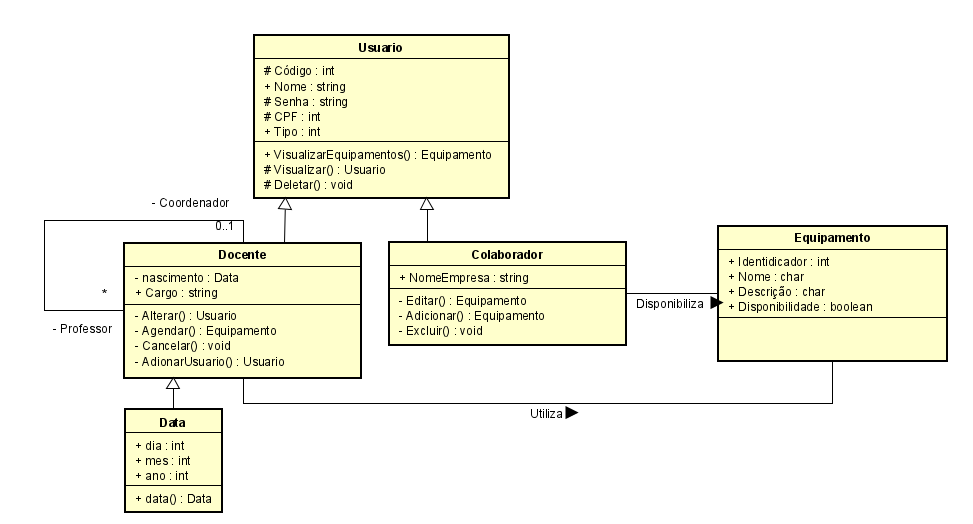 Usuario
# Código : int
+ Nome : string
# Senha : string
# CPF : int
+ Tipo : int
+ VisualizarEquipamentos() : Equipamento
# Visualizar() : Usuario
# Deletar() : void
- Coordenador
0..1
*
- Professor
Docente
- nascimento : Data
+ Cargo : string
- Alterar() : Usuario
- Agendar() : Equipamento
- Cancelar() : void
- AdionarUsuario() : Usuario
Colaborador
+ NomeEmpresa : string
- Editar() : Equipamento
- Adicionar() : Equipamento
- Excluir() : void
Disponibiliza
Equipamento
+ Identidicador : int
+ Nome : char
+ Descrição : char
+ Disponibilidade : boolean
Utiliza
Data
+ dia : int
+ mes : int
+ ano : int
+ data() : Data